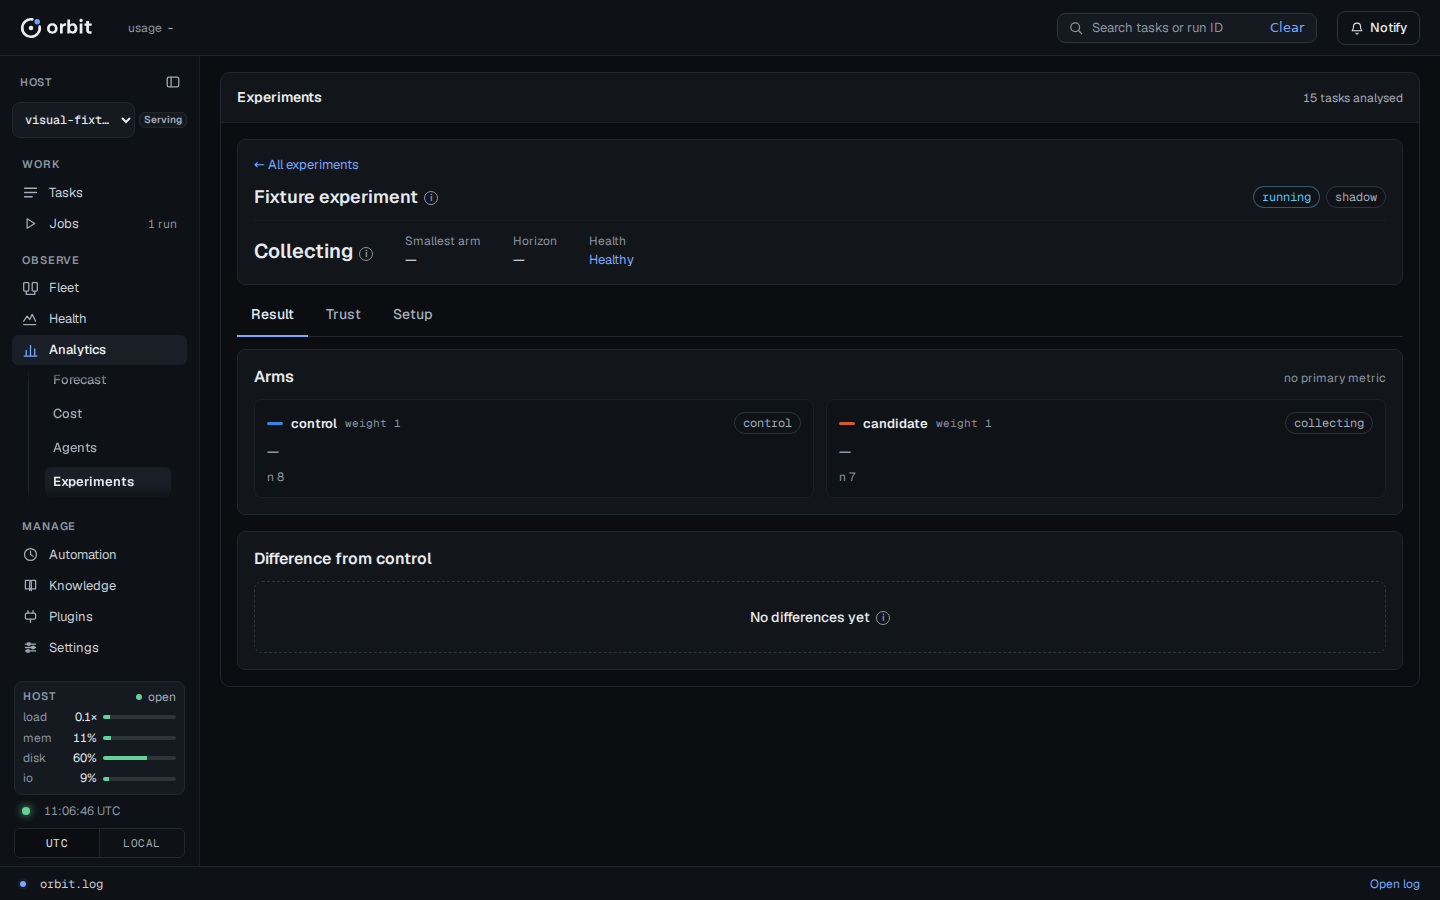 orbit
usage -
Search tasks or run ID
Clear
Notify
HOST
visual-fixt…
Serving
WORK
Tasks
Jobs
1 run
OBSERVE
Fleet
Health
Analytics
Forecast
Cost
Agents
Experiments
MANAGE
Automation
Knowledge
Plugins
Settings
HOST
open
load 0.1×
mem 11%
disk 60%
io 9%
11:06:46 UTC
UTC
LOCAL
Experiments
15 tasks analysed
← All experiments
Fixture experiment
running
shadow
Collecting
Smallest arm
—
Horizon
—
Health
Healthy
Result
Trust
Setup
Arms
no primary metric
control weight 1
control
—
n 8
candidate weight 1
collecting
—
n 7
Difference from control
No differences yet
orbit.log
Open log